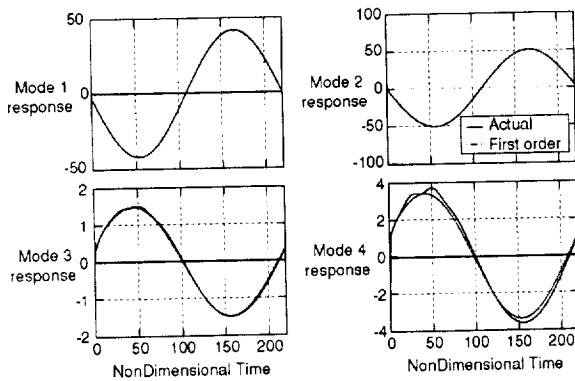 50
Mode 1
response
0
-50
100
50
Mode 2
response
0
-50
-100
Actual
First order
2
1
Mode 3
response
0
-1
-2
0 50 100 150 200
NonDimensional Time
4
2
Mode 4
response
0
-2
-4
0 50 100 150 200
NonDimensional Time